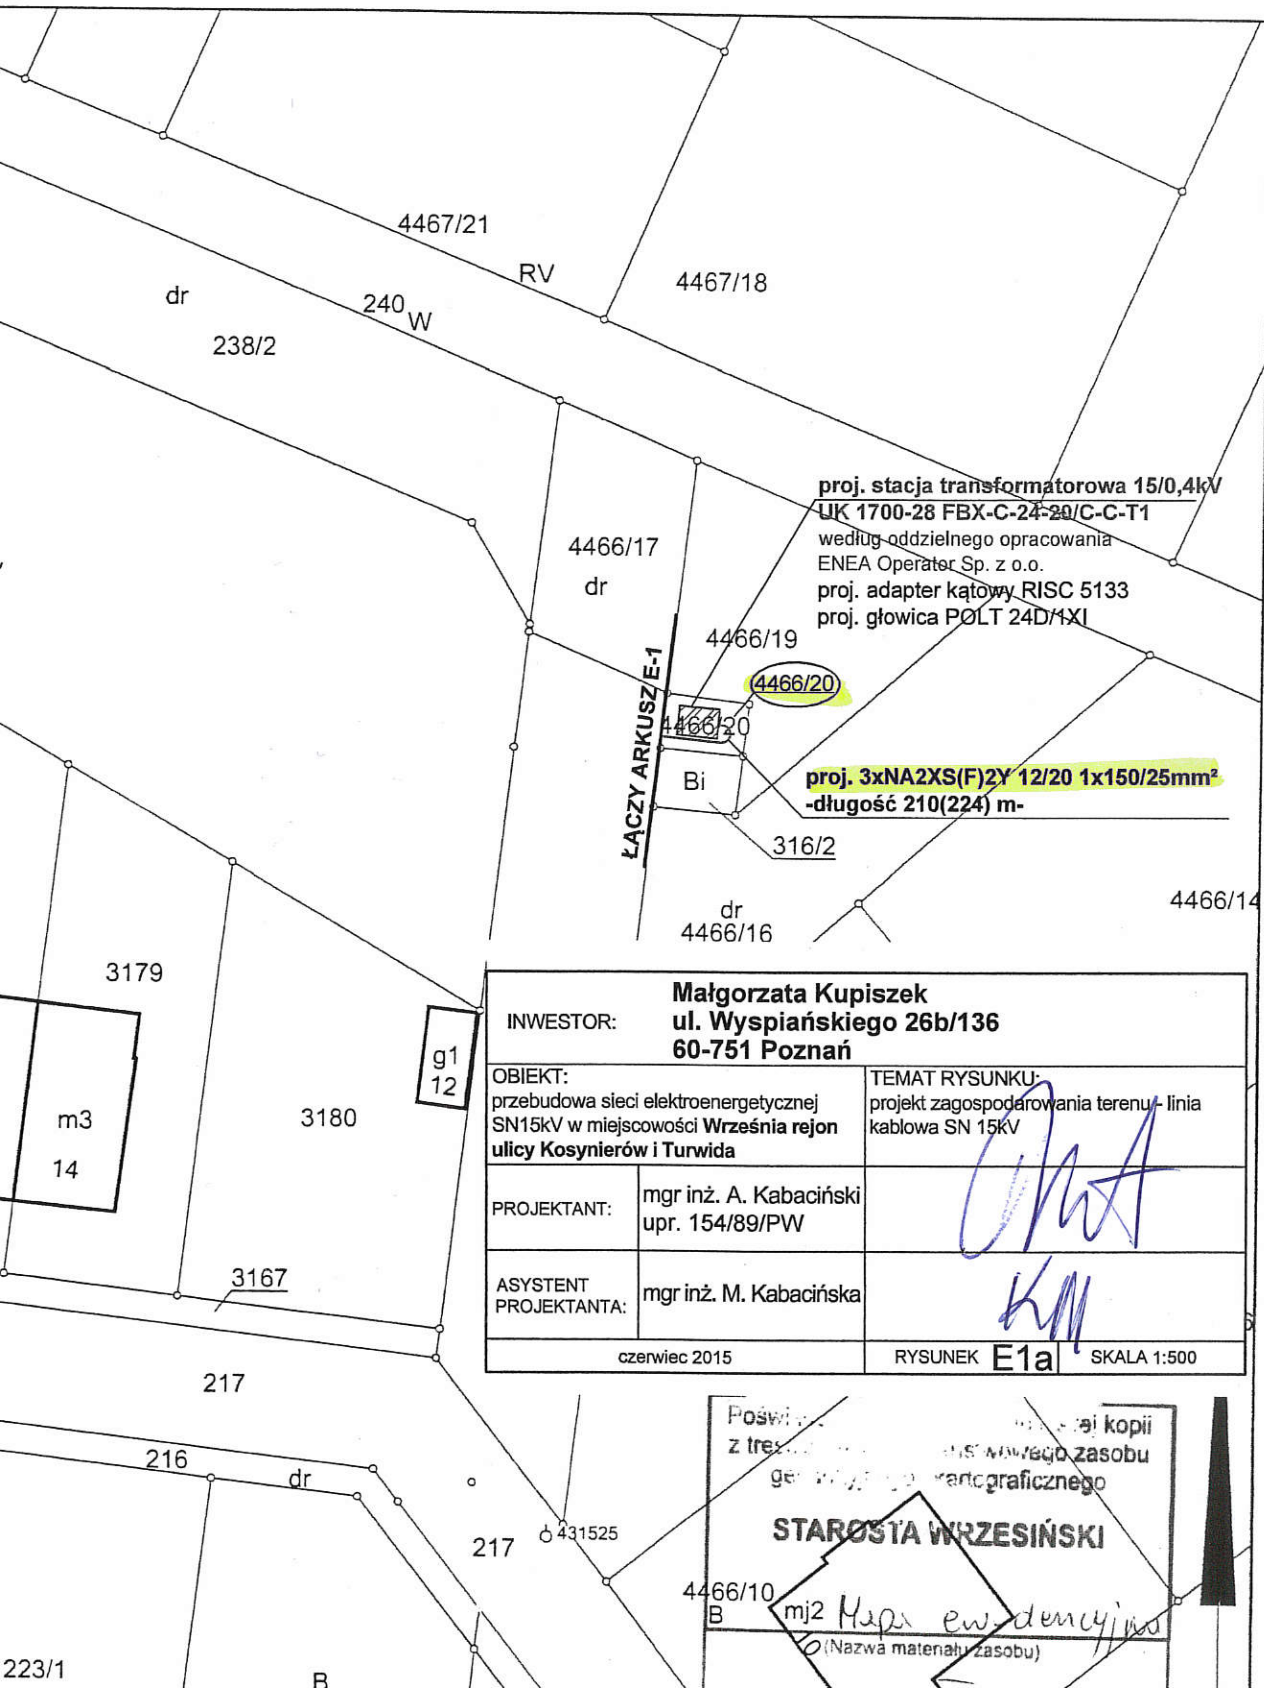 4467/21
RV
4467/18
dr
240
W
238/2
proj. stacja transformatorowa 15/0,4kV
UK 1700-28 FBX-C-24-20/C-C-T1
według oddzielnego opracowania
ENEA Operator Sp. z o.o.
proj. adapter kątowy RISC 5133
proj. głowica POLT 24D/1XI
4466/17
dr
4466/19
4466/20
4466/20
ŁĄCZY ARKUSZ E-1
Bi
proj. 3xNA2XS(F)2Y 12/20 1x150/25mm²
-długość 210(224) m-
316/2
4466/14
dr
4466/16
3179
g1
12
m3
14
3180
3167
INWESTOR:
Małgorzata Kupiszek
ul. Wyspiańskiego 26b/136
60-751 Poznań
OBIEKT:
przebudowa sieci elektroenergetycznej
SN15kV w miejscowości Września rejon
ulicy Kosynierów i Turwida
TEMAT RYSUNKU:
projekt zagospodarowania terenu - linia
kablowa SN 15kV
PROJEKTANT:
mgr inż. A. Kabaciński
upr. 154/89/PW
ASYSTENT
PROJEKTANTA:
mgr inż. M. Kabacińska
czerwiec 2015
RYSUNEK E1a
SKALA 1:500
217
216
dr
217
431525
kopii
z zasobu
kartograficznego
STAROSTA WRZESIŃSKI
4466/10
B
mj2
Mapa ewidencyjna
(Nazwa materiału zasobu)
223/1
B